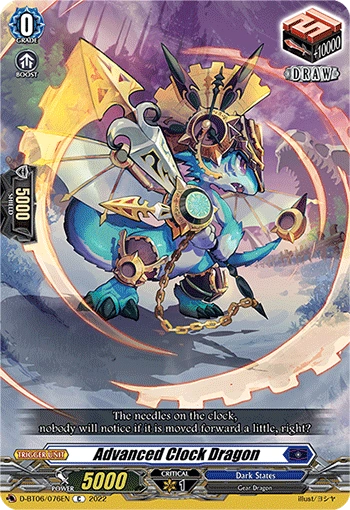 0
GRADE
BOOST
+10000
DRAW
5000
SHIELD
The needles on the clock,
nobody will notice if it is moved forward a little, right?
TRIGGER UNIT
Advanced Clock Dragon
POWER
5000
CRITICAL
1
Dark States
Gear Dragon
D-BT06/076EN C 2022
illust/ヨシヤ